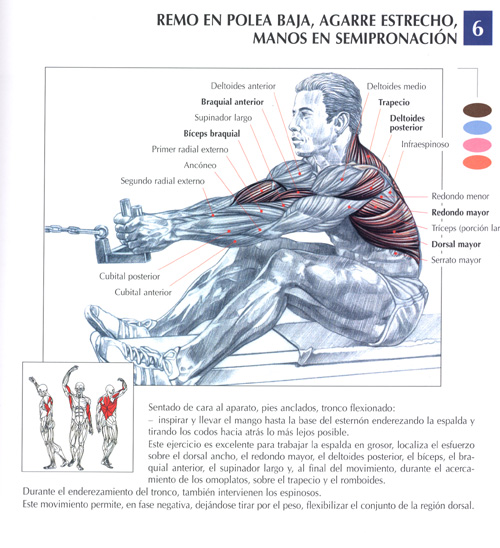 REMO EN POLEA BAJA, AGARRE ESTRECHO,
MANOS EN SEMIPRONACIÓN
6
Deltoides anterior
Braquial anterior
Supinador largo
Bíceps braquial
Primer radial externo
Ancóneo
Segundo radial externo
Deltoides medio
Trapecio
Deltoides
posterior
Infraespinoso
Redondo menor
Redondo mayor
Tríceps (porción lar
Dorsal mayor
Serrato mayor
Cubital posterior
Cubital anterior
Sentado de cara al aparato, pies anclados, tronco flexionado:
– inspirar y llevar el mango hasta la base del esternón enderezando la espalda y
tirando los codos hacia atrás lo más lejos posible.
Este ejercicio es excelente para trabajar la espalda en grosor, localiza el esfuerzo
sobre el dorsal ancho, el redondo mayor, el deltoides posterior, el bíceps, el bra-
quial anterior, el supinador largo y, al final del movimiento, durante el acerca-
miento de los omoplatos, sobre el trapecio y el romboides.
Durante el enderezamiento del tronco, también intervienen los espinosos.
Este movimiento permite, en fase negativa, dejándose tirar por el peso, flexibilizar el conjunto de la región dorsal.